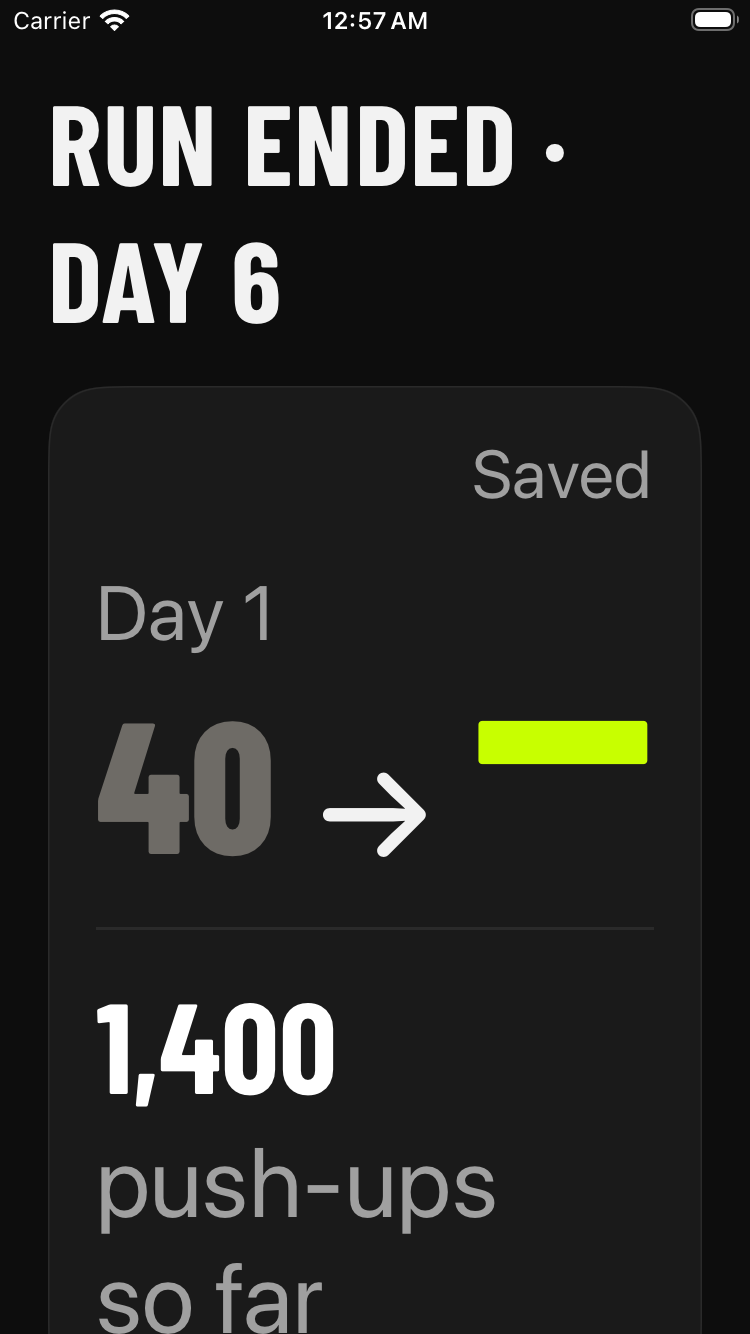 Carrier 12:57 AM
RUN ENDED ·
DAY 6
Saved
Day 1
40 →
1,400
push-ups
so far